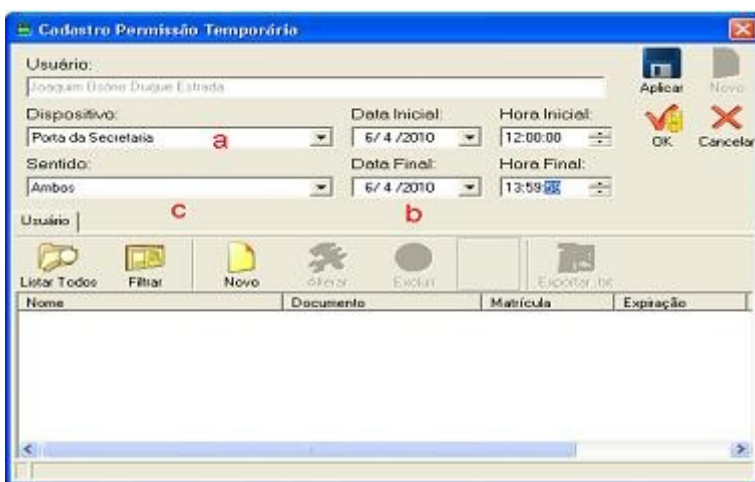 Cadastro Permissão Temporário
Usuário:
Joaquim Osório Duque Estrada
Aplicar Novo
Dispositivo: Data Inicial: Hora Inicial:
Porta da Secretaria a 6/ 4 /2010 12:00:00
OK Cancelar
Sentido: Data Final: Hora Final:
Ambos 6/ 4 /2010 13:59:59
c b
Usuário
Listar Todos Filtrar Novo Alterar Excluir Exportar .txt
Nome Documento Matrícula Expiração